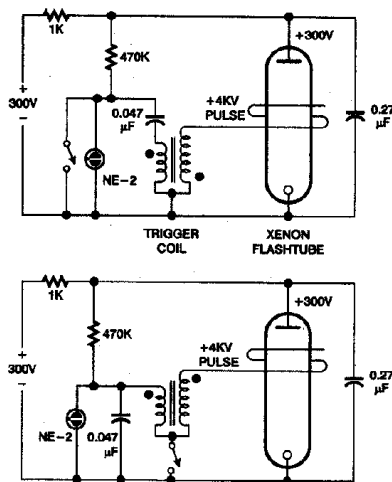 1K
+300V
470K
+
300V
−
0.047
µF
+4KV
PULSE
0.27
µF
NE-2
TRIGGER
COIL
XENON
FLASHTUBE
1K
+300V
470K
+
300V
−
+4KV
PULSE
0.27
µF
NE-2
0.047
µF